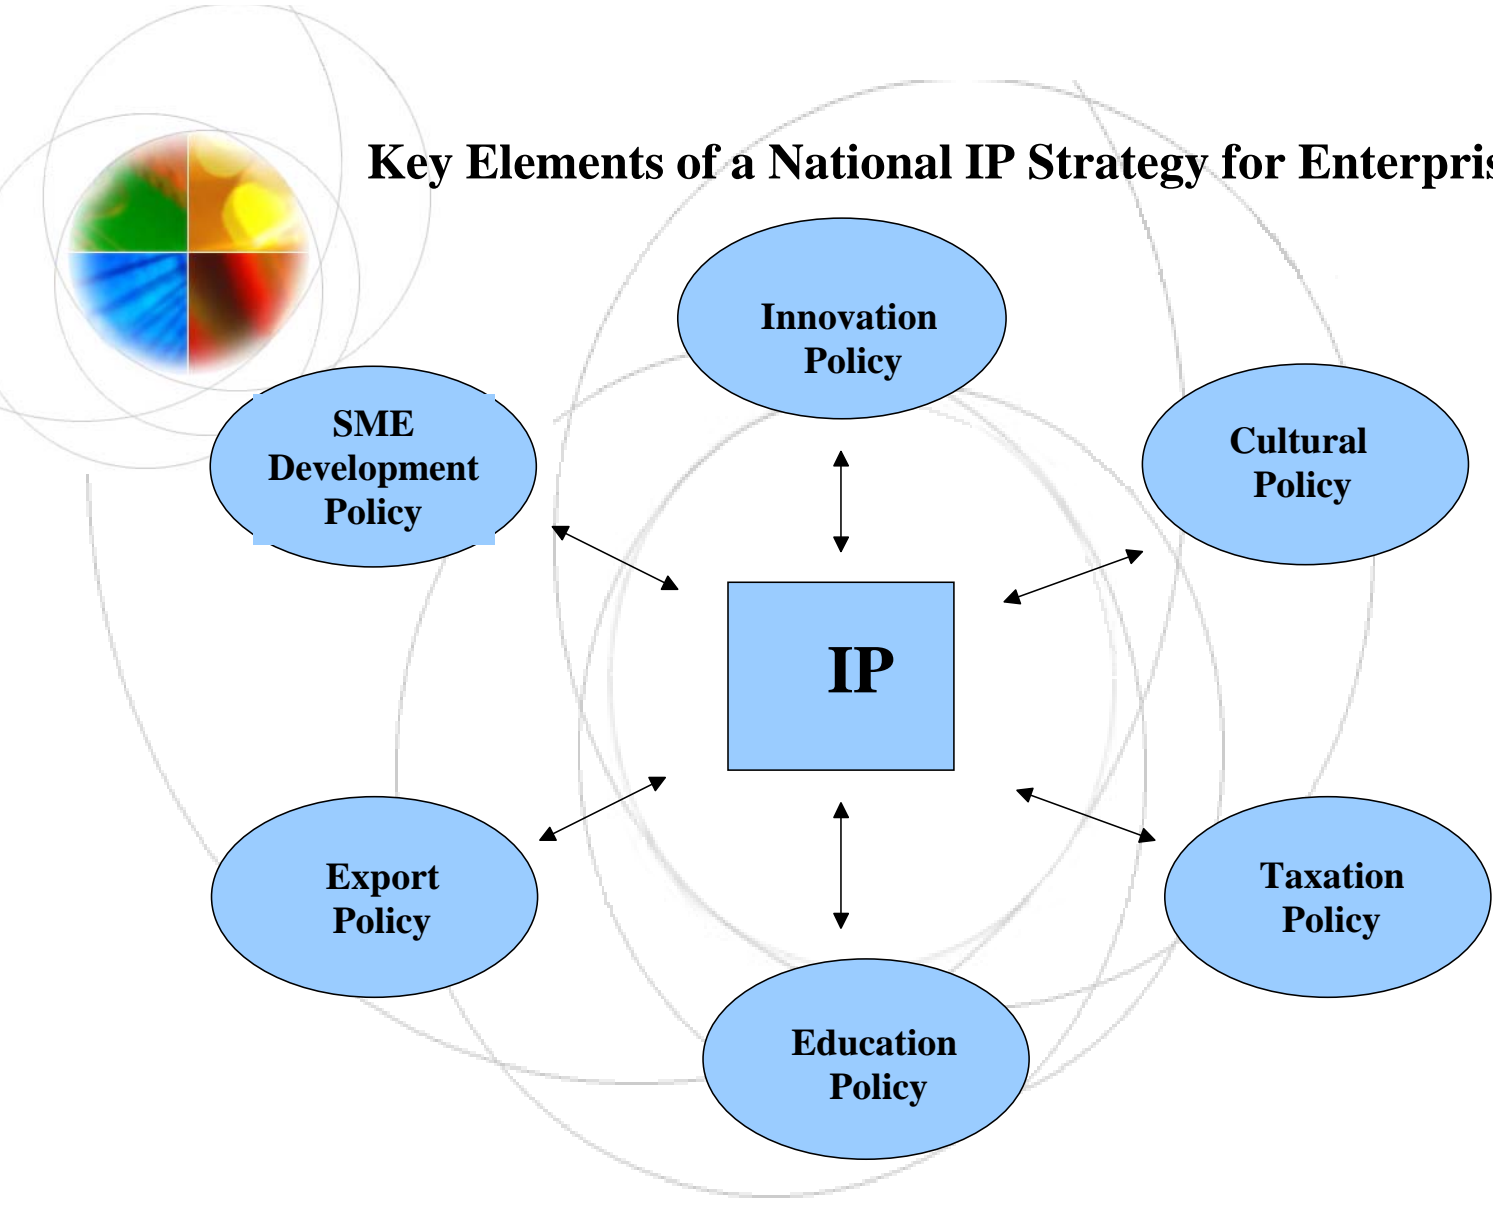 Key Elements of a National IP Strategy for Enterpris
Innovation
Policy
SME
Development
Policy
Cultural
Policy
IP
Export
Policy
Taxation
Policy
Education
Policy